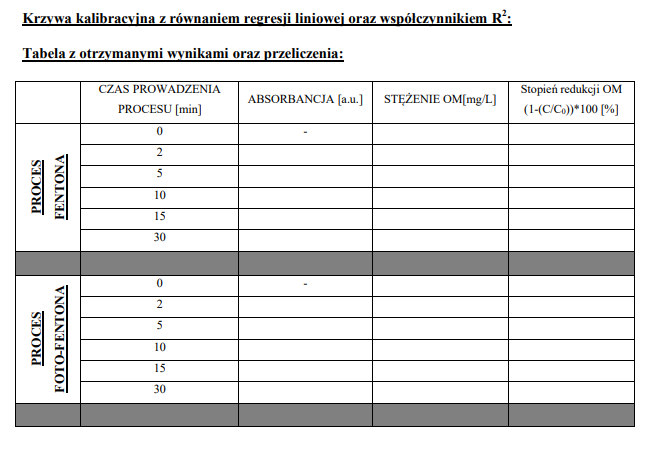 Krzywa kalibracyjna z równaniem regresji liniowej oraz współczynnikiem R²:
Tabela z otrzymanymi wynikami oraz przeliczenia:
CZAS PROWADZENIA
PROCESU [min]
ABSORBANCJA [a.u.]
STĘŻENIE OM[mg/L]
Stopień redukcji OM
(1-(C/C₀))*100 [%]
PROCES
FENTONA
0 -
2
5
10
15
30
PROCES
FOTO-FENTONA
0 -
2
5
10
15
30